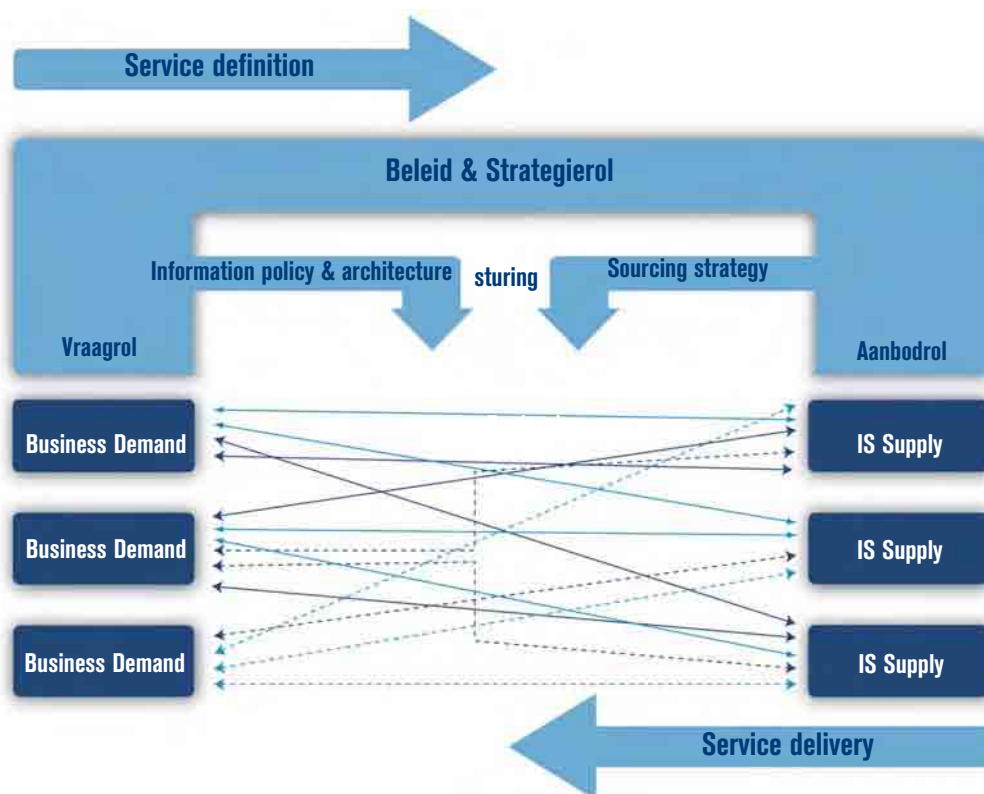 Service definition
Beleid & Strategierol
Information policy & architecture
sturing
Sourcing strategy
Vraagrol
Aanbodrol
Business Demand
IS Supply
Business Demand
IS Supply
Business Demand
IS Supply
Service delivery